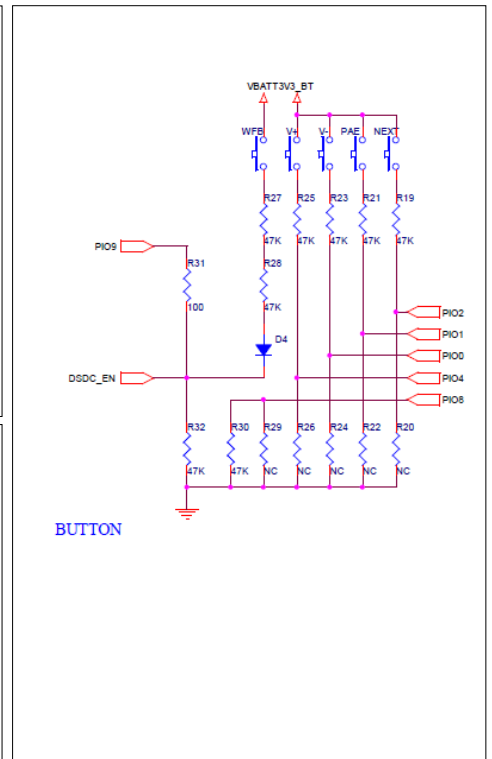 VBATT3V3_BT
WFB V+ V- PAE NEXT
R27 R25 R23 R21 R19
47K 47K 47K 47K 47K
PIO9
R31 R28
100 47K
PIO2
D4 PIO1
PIO0
DSDC_EN PIO4
PIO8
R32 R30 R29 R26 R24 R22 R20
47K 47K NC NC NC NC NC
BUTTON